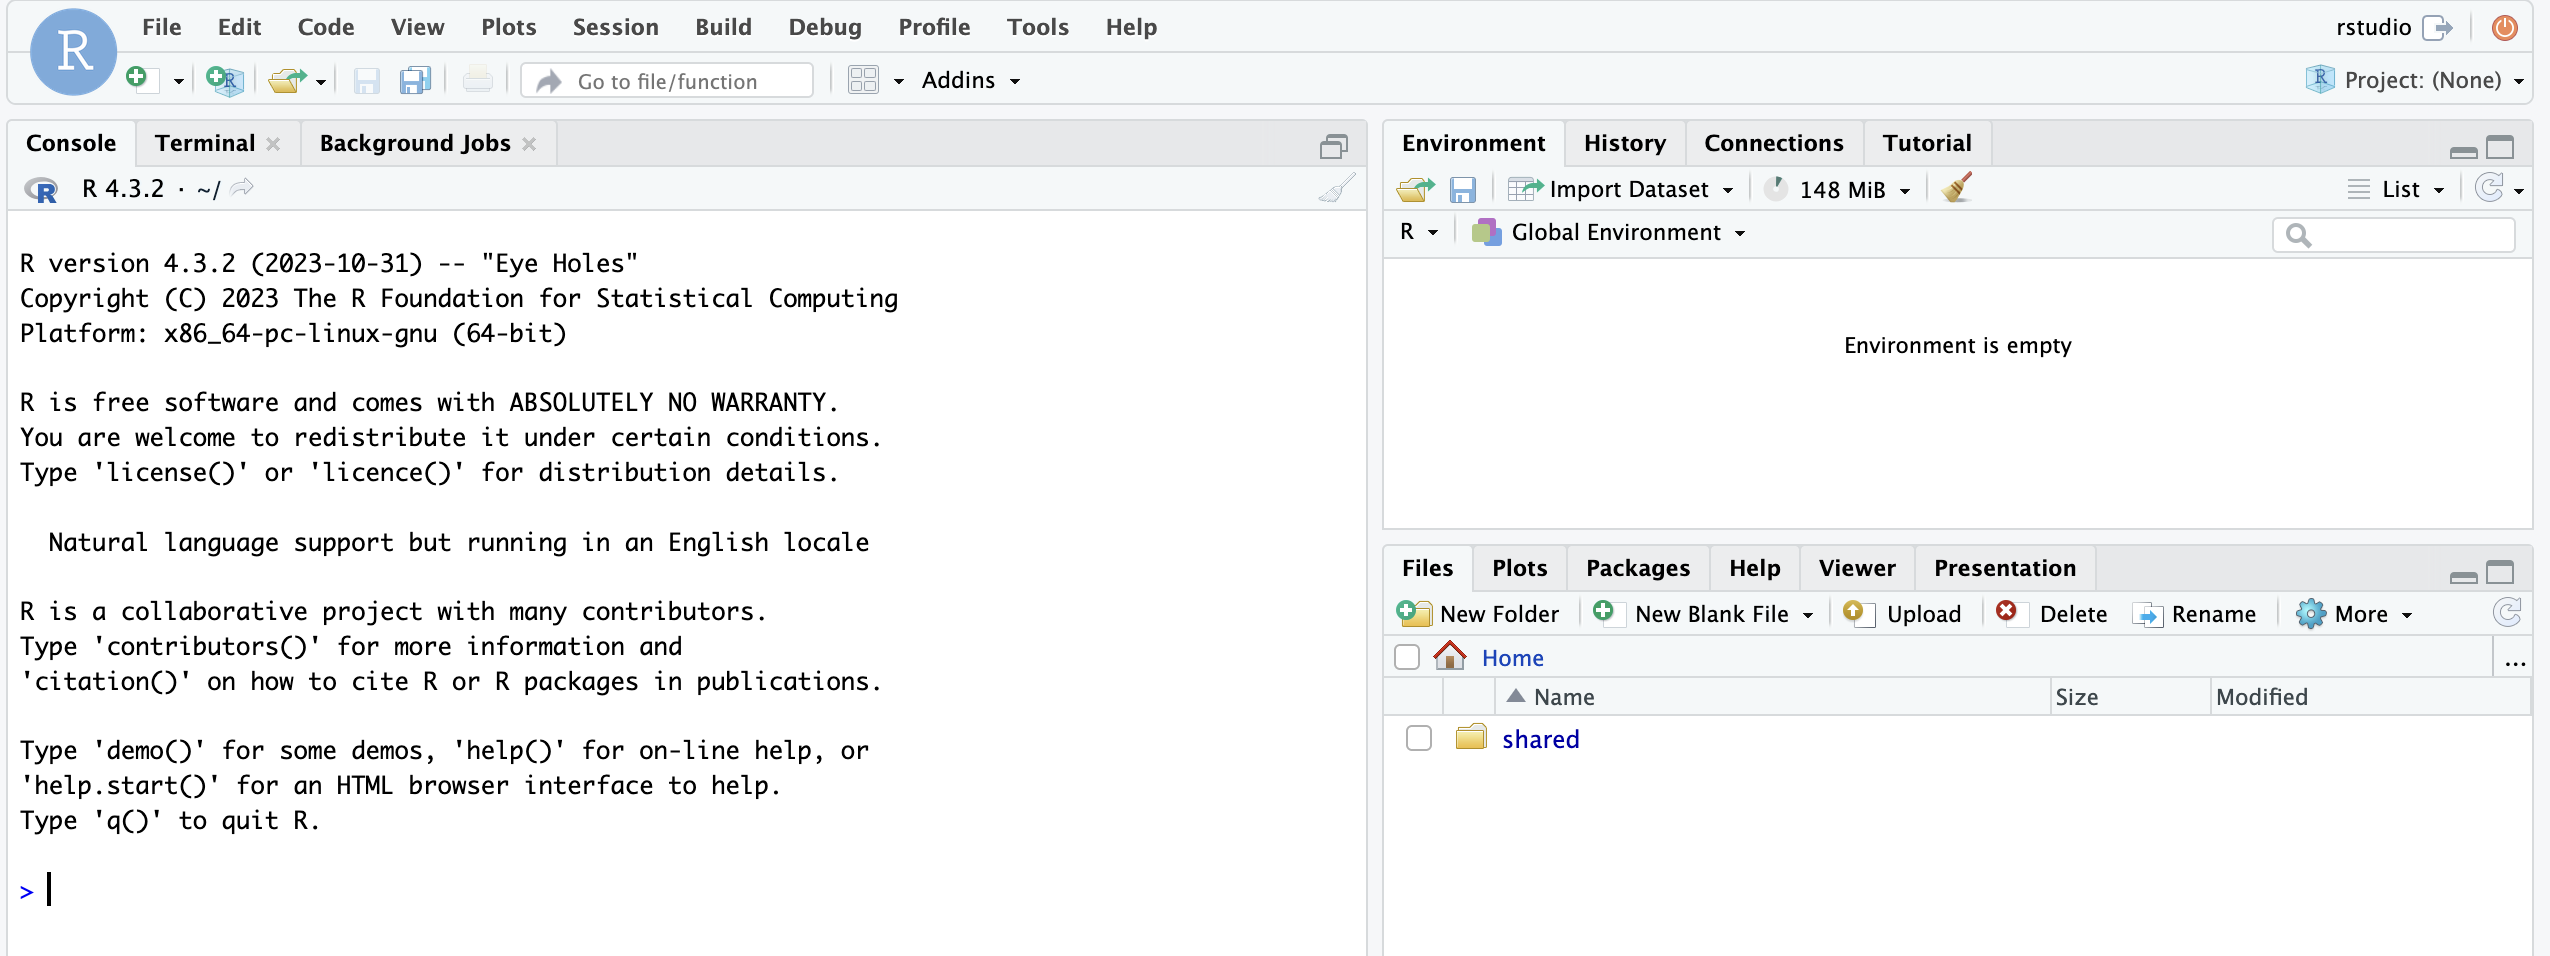 R
File Edit Code View Plots Session Build Debug Profile Tools Help
rstudio
Go to file/function
Addins
Project: (None)
Console Terminal Background Jobs
R 4.3.2 · ~/
R version 4.3.2 (2023-10-31) -- "Eye Holes"
Copyright (C) 2023 The R Foundation for Statistical Computing
Platform: x86_64-pc-linux-gnu (64-bit)
R is free software and comes with ABSOLUTELY NO WARRANTY.
You are welcome to redistribute it under certain conditions.
Type 'license()' or 'licence()' for distribution details.
Natural language support but running in an English locale
R is a collaborative project with many contributors.
Type 'contributors()' for more information and
'citation()' on how to cite R or R packages in publications.
Type 'demo()' for some demos, 'help()' for on-line help, or
'help.start()' for an HTML browser interface to help.
Type 'q()' to quit R.
>
Environment History Connections Tutorial
Import Dataset 148 MiB List
R Global Environment
Environment is empty
Files Plots Packages Help Viewer Presentation
New Folder New Blank File Upload Delete Rename More
Home ...
Name Size Modified
shared